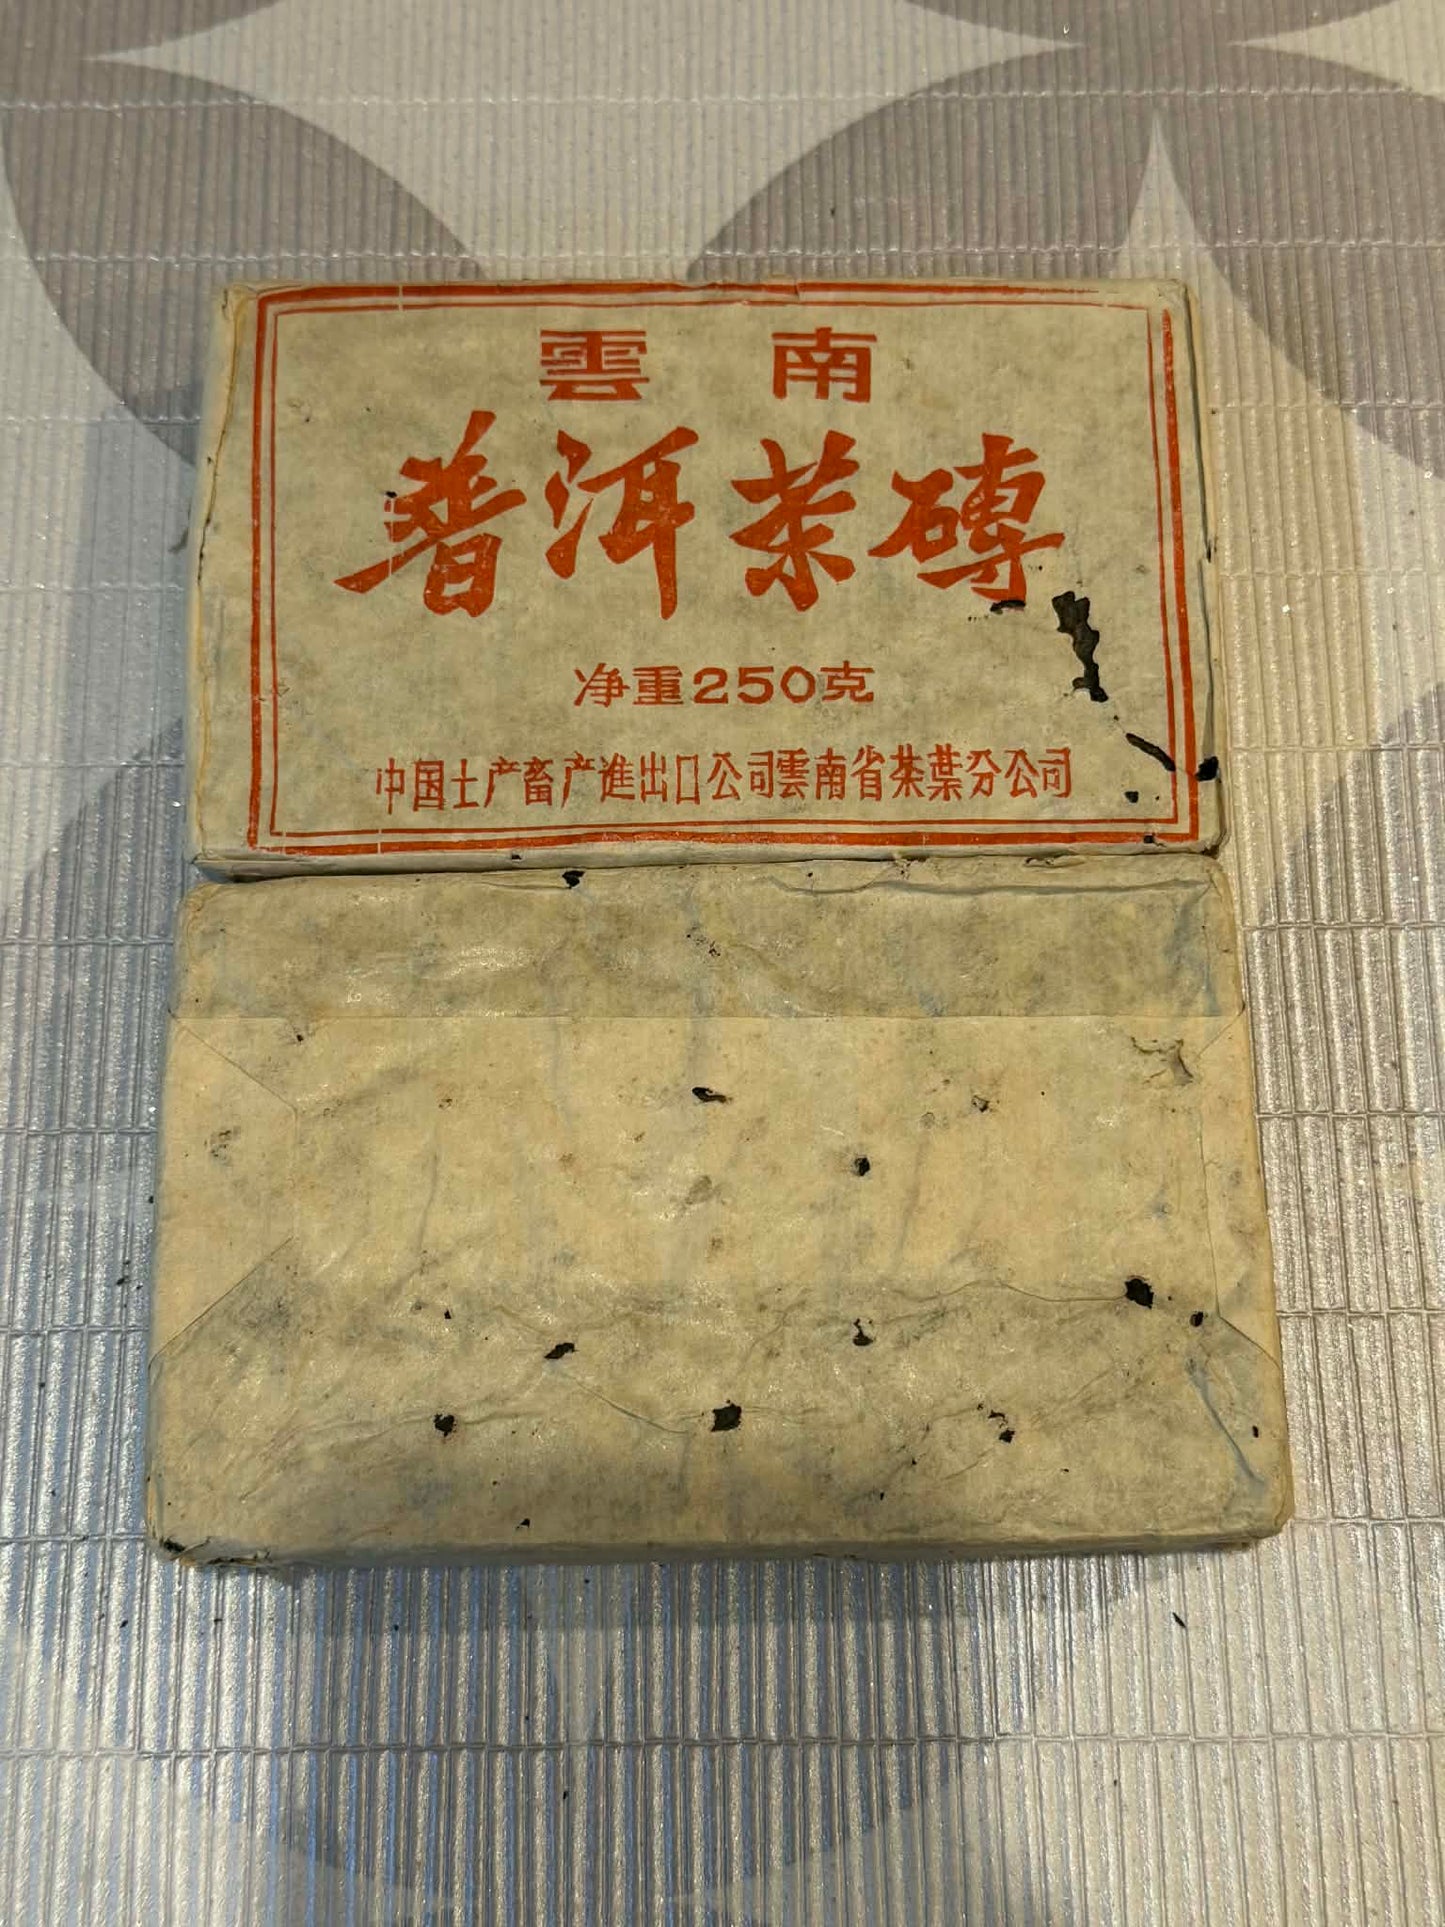 雲南
普洱茶磚
净重250克
中国土产畜产進出口公司雲南省茶葉分公司